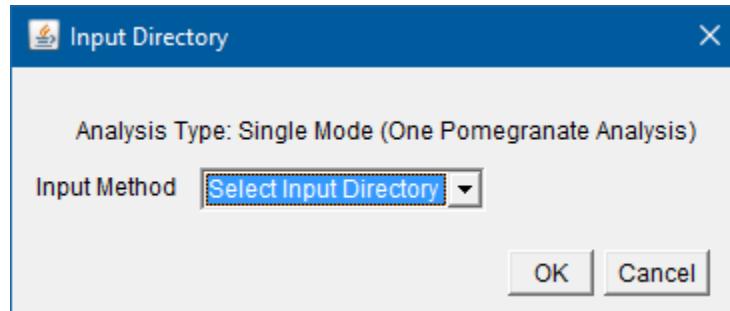 Input Directory
Analysis Type: Single Mode (One Pomegranate Analysis)
Input Method Select Input Directory
OK Cancel